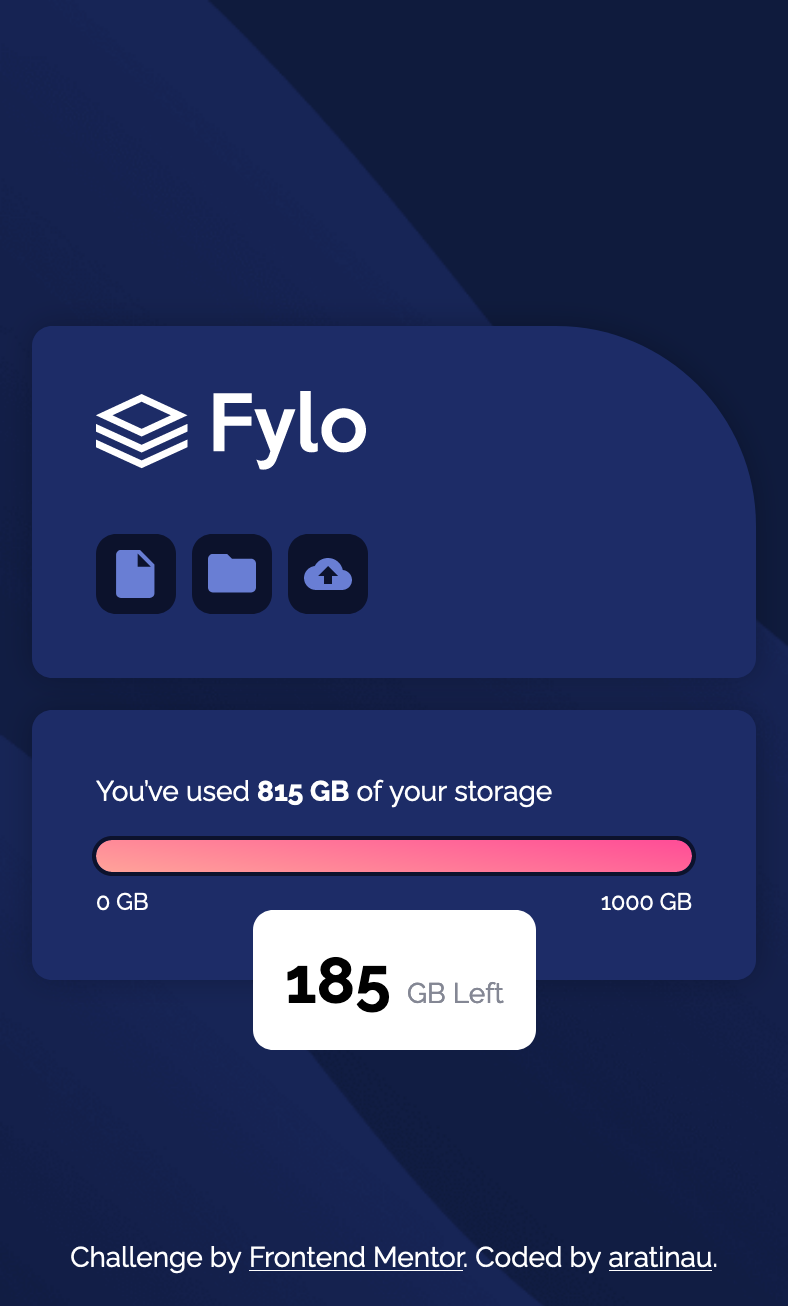 Fylo
You’ve used 815 GB of your storage
0 GB
1000 GB
185 GB Left
Challenge by Frontend Mentor. Coded by aratinau.